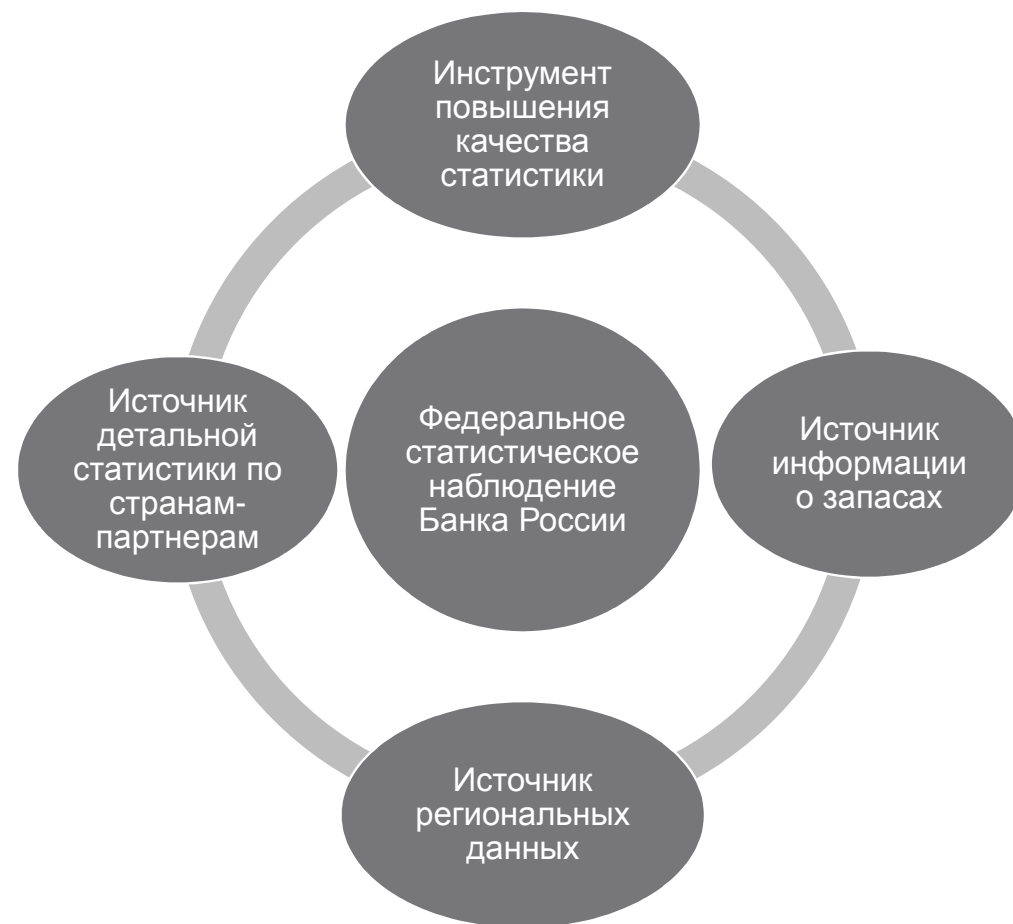 Инструмент
повышения
качества
статистики
Источник
детальной
статистики по
странам-
партнерам
Федеральное
статистическое
наблюдение
Банка России
Источник
информации
о запасах
Источник
региональных
данных